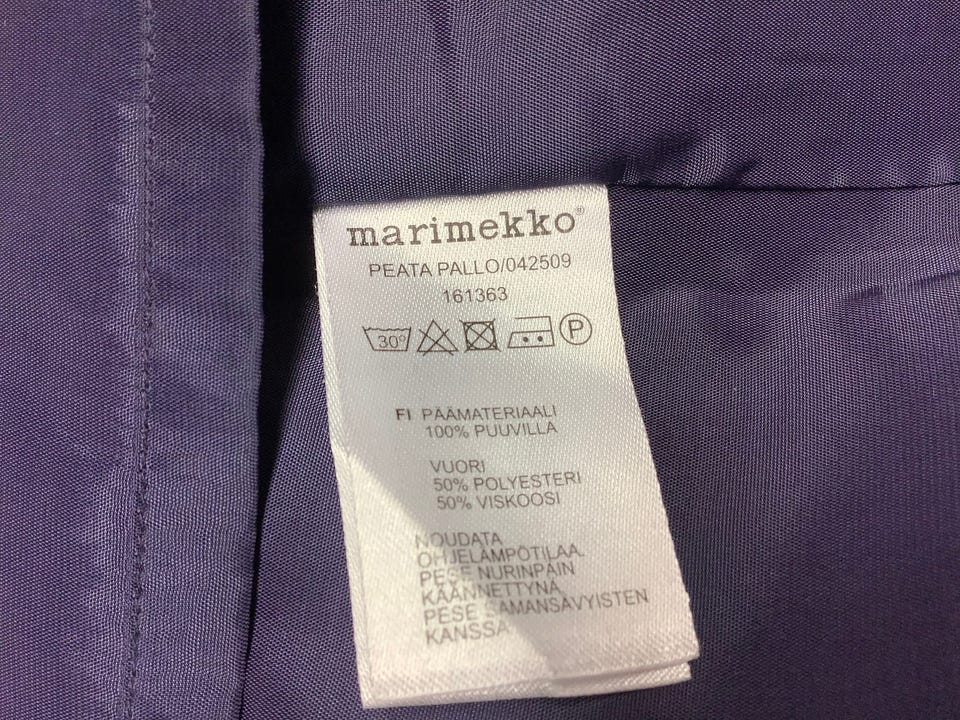 marimekko®
PEATA PALLO/042509
161363
30° P
FI PÄÄMATERIAALI
100% PUUVILLA
VUORI
50% POLYESTERI
50% VISKOOSI
NOUDATA
OHJELÄMPÖTILAA.
PESE NURINPÄIN
KÄÄNNETTYNÄ,
PESE SAMANSÄVYISTEN
KANSSA